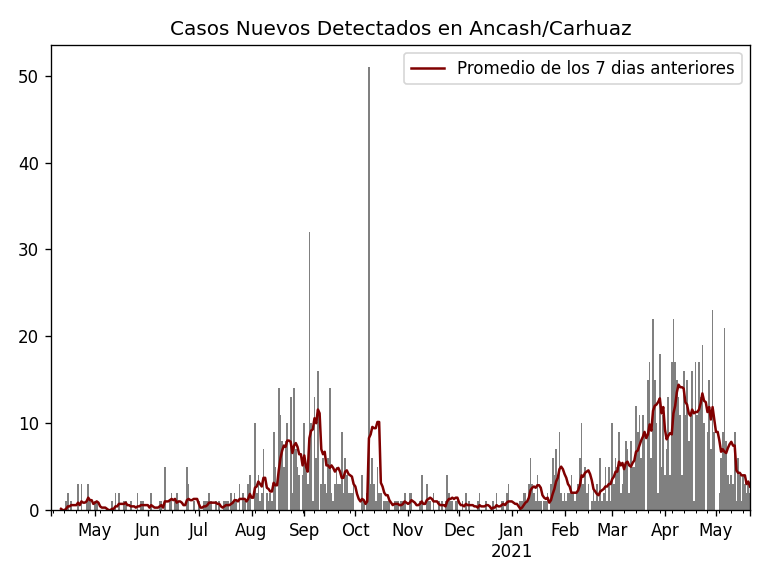 Casos Nuevos Detectados en Ancash/Carhuaz
Promedio de los 7 dias anteriores
50
40
30
20
10
0
May Jun Jul Aug Sep Oct Nov Dec Jan Feb Mar Apr May
2021